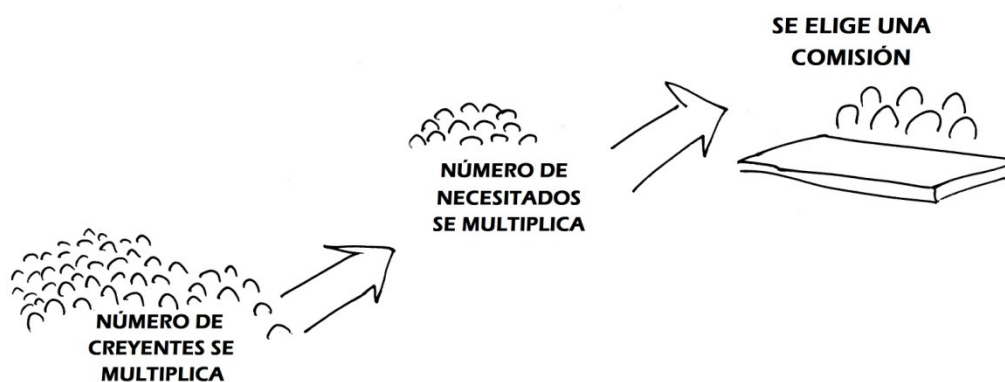 NÚMERO DE
CREYENTES SE
MULTIPLICA
NÚMERO DE
NECESITADOS
SE MULTIPLICA
SE ELIGE UNA
COMISIÓN